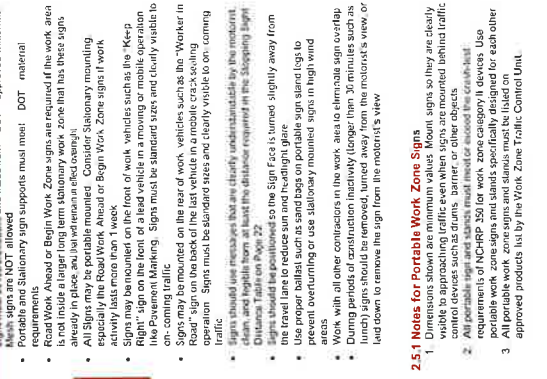 Mesh signs are NOT allowed
• Portable and Stationary sign supports must meet DOT material
requirements
• Road Work Ahead or Begin Work Zone signs are required if the work area
is not inside a larger long term stationary work zone that has these signs
already in place, and that will remain in effect overnight
• All Signs may be portable mounted Consider Stationary mounting,
especially the Road Work Ahead or Begin Work Zone signs if work
activity lasts more than 1 week
• Signs may be mounted on the front of work vehicles such as the "Keep
Right" sign on the front of a lead vehicle in a moving or mobile operation
like Pavement Marking. Signs must be standard sizes and clearly visible to
on-coming traffic
• Signs may be mounted on the rear of work vehicles such as the "Worker in
Road" sign on the back of the last vehicle in a mobile crack sealing
operation Signs must be standard sizes and clearly visible to on-coming
traffic
• Signs should use messages that are clearly understandable by the motorist,
clean, and legible from at least the distance required in the Stopping Sight
Distance Table on Page 22
• Signs should be positioned so the Sign Face is turned slightly away from
the travel lane to reduce sun and headlight glare
• Use proper ballast such as sand bags on portable sign stand legs to
prevent overturning or use stationary mounted signs in high wind
areas
• Work with all other contractors in the work area to eliminate sign overlap
• During periods of construction inactivity (longer than 30 minutes such as
lunch) signs should be removed, turned away from the motorist's view, or
laid down to remove the sign from the motorist's view
2.5.1 Notes for Portable Work Zone Signs
1. Dimensions shown are minimum values Mount signs so they are clearly
visible to approaching traffic even when signs are mounted behind traffic
control devices such as drums, barrier, or other objects
2 All portable sign and stands must meet or exceed the crash-test
requirements of NCHRP 350 for work zone category II devices Use
portable work zone signs and stands specifically designed for each other
3 All portable work zone signs and stands must be listed on
approved products list by the Work Zone Traffic Control Unit.